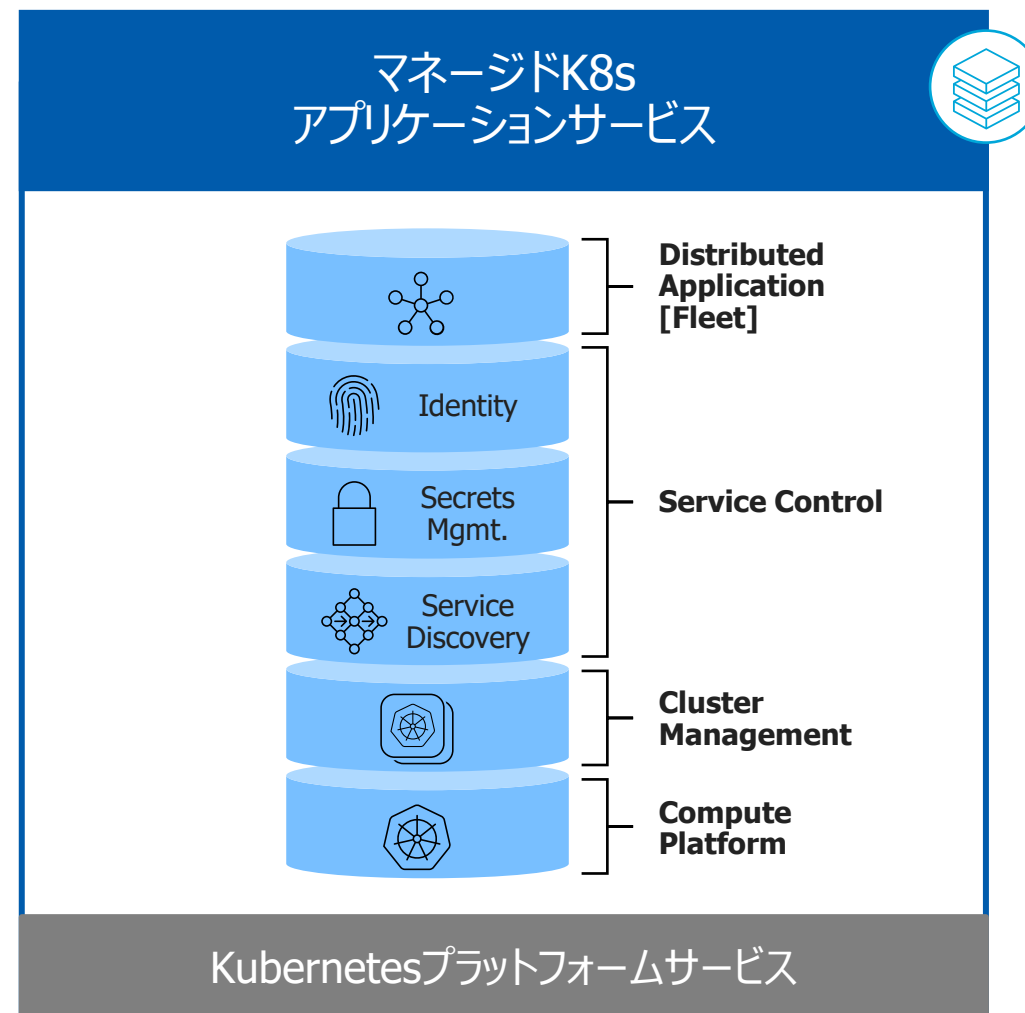 マネージドK8s
アプリケーションサービス
Distributed
Application
[Fleet]
Identity
Secrets
Mgmt.
Service Control
Service
Discovery
Cluster
Management
Compute
Platform
Kubernetesプラットフォームサービス